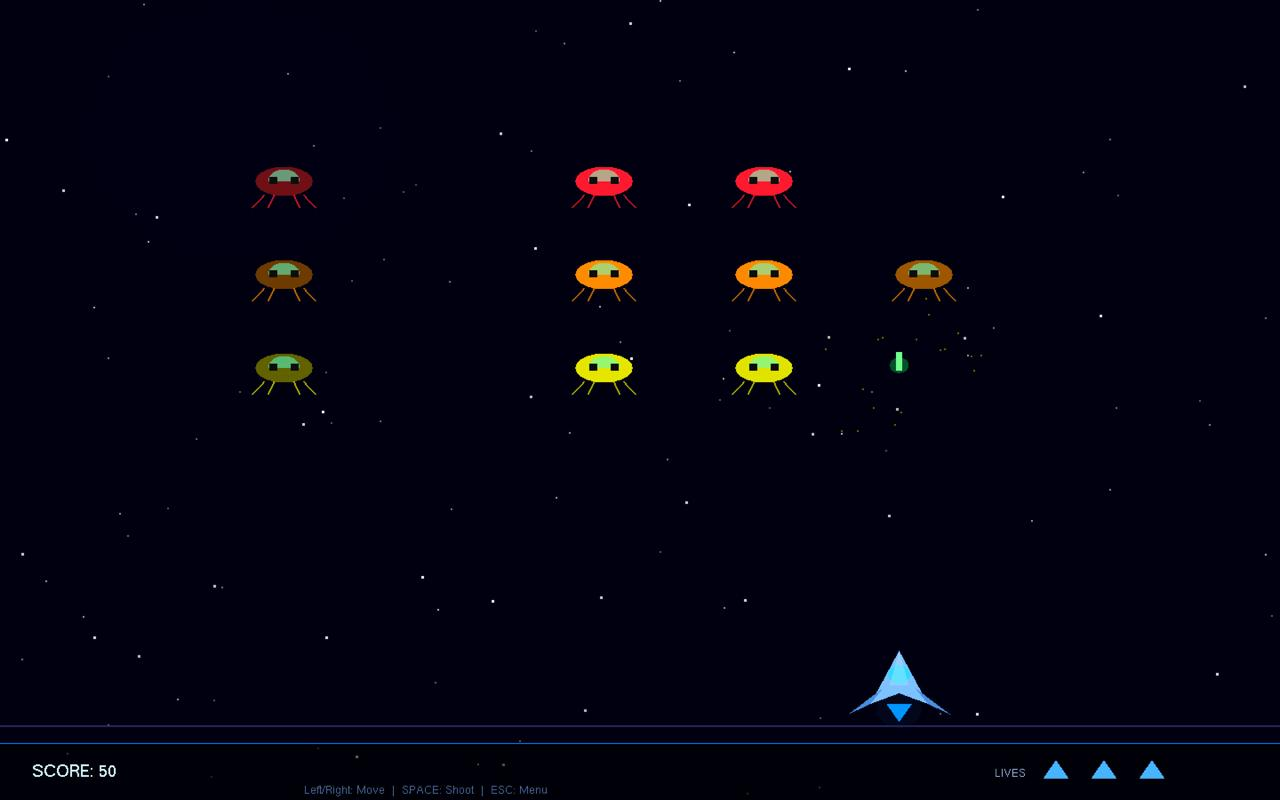 SCORE: 50
LIVES
Left/Right: Move | SPACE: Shoot | ESC: Menu